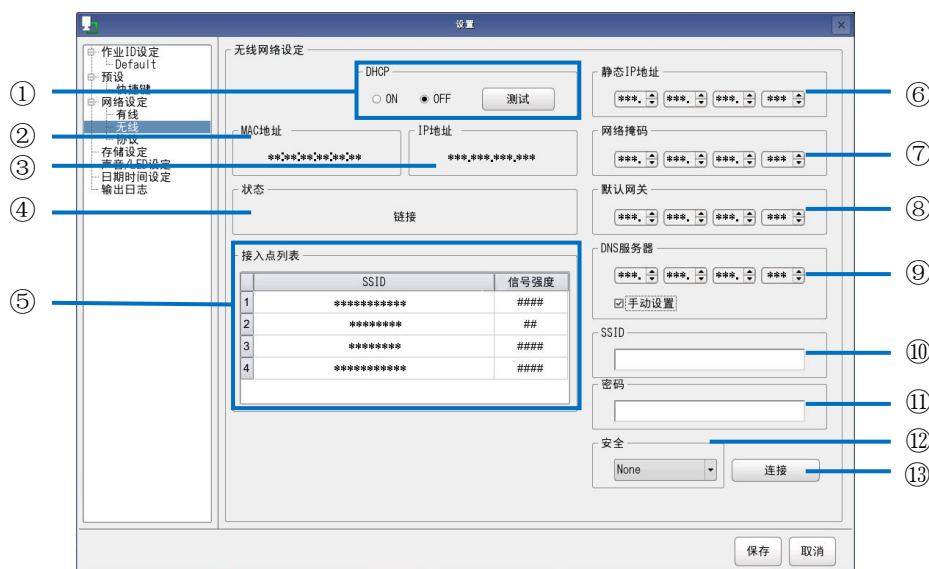 设置
作业ID设定
Default
预设
快捷键
网络设定
有线
无线
协议
存储设定
声音/LED设定
日期时间设定
输出日志
无线网络设定
DHCP
ON OFF 测试
MAC地址
**:**:**:**:**:**
IP地址
***.***.***.***
状态
链接
接入点列表
SSID 信号强度
1 *********** ####
2 ******** ##
3 ******** ####
4 *********** ####
静态IP地址
***. ***. ***. ***
网络掩码
***. ***. ***. ***
默认网关
***. ***. ***. ***
DNS服务器
***. ***. ***. ***
手动设置
SSID
密码
安全
None 连接
保存 取消
①
②
③
④
⑤
⑥
⑦
⑧
⑨
⑩
⑪
⑫
⑬